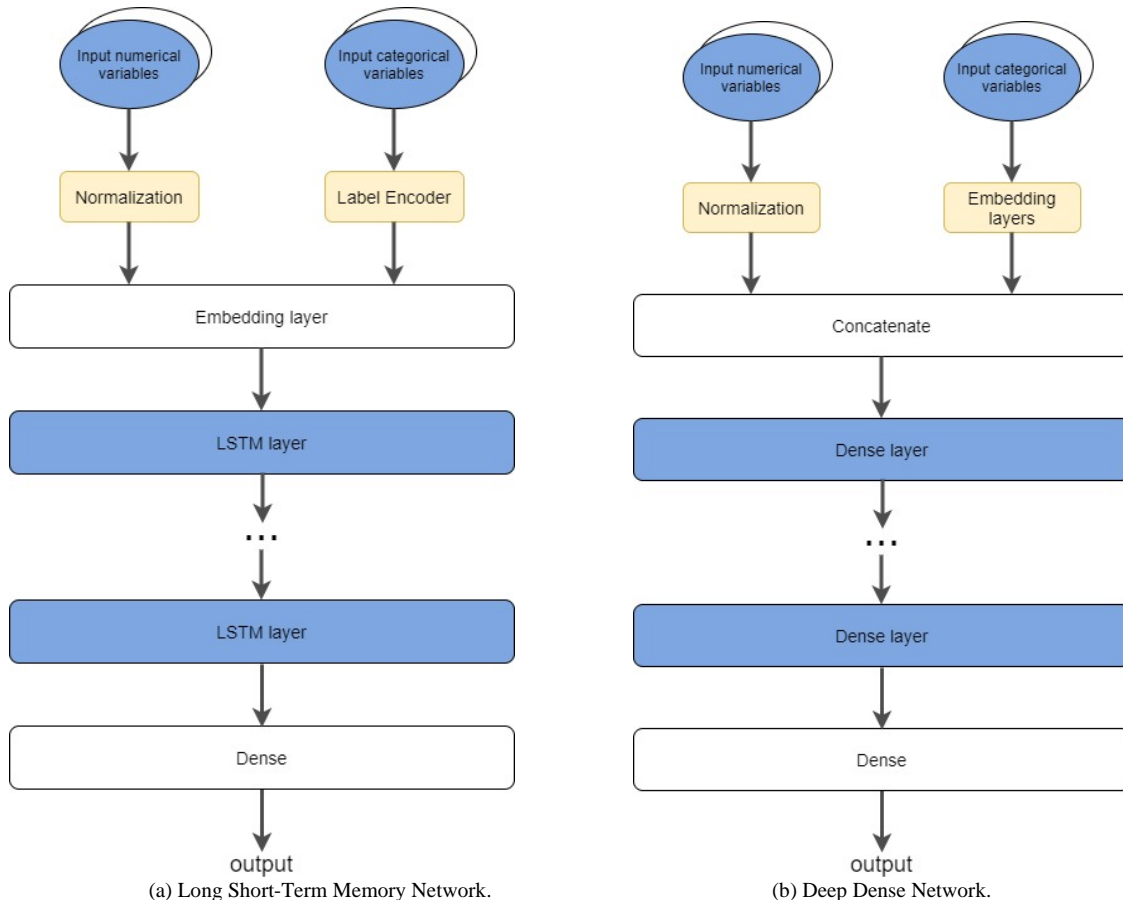 Input numerical
variables
Input categorical
variables
Normalization
Label Encoder
Embedding layer
LSTM layer
...
LSTM layer
Dense
output
(a) Long Short-Term Memory Network.
Input numerical
variables
Input categorical
variables
Normalization
Embedding
layers
Concatenate
Dense layer
...
Dense layer
Dense
output
(b) Deep Dense Network.